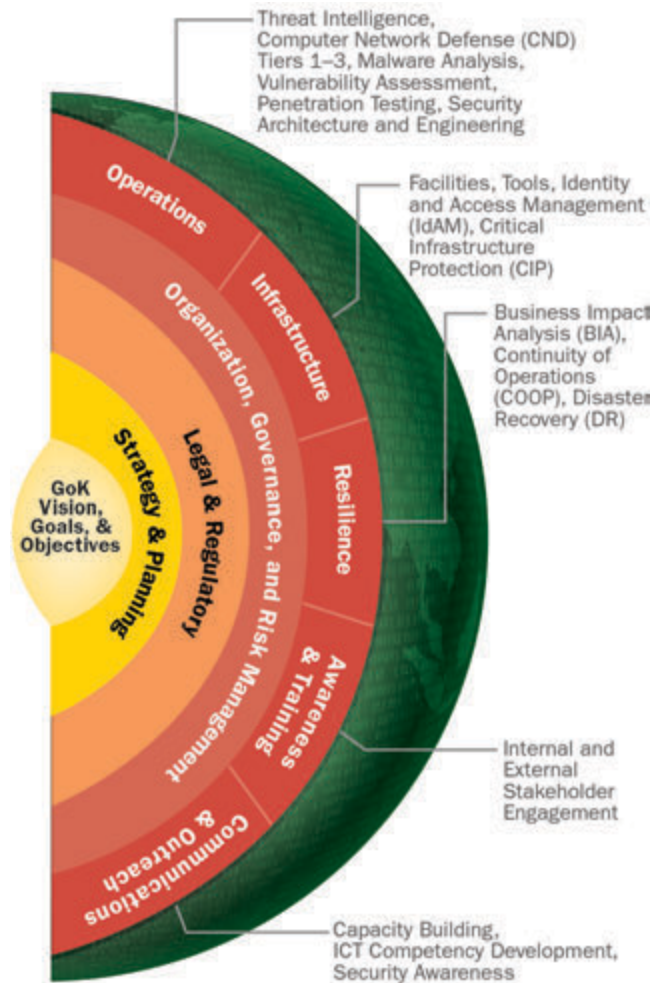 Threat Intelligence,
Computer Network Defense (CND)
Tiers 1–3, Malware Analysis,
Vulnerability Assessment,
Penetration Testing, Security
Architecture and Engineering
Operations
Facilities, Tools, Identity
and Access Management
(IdAM), Critical
Infrastructure
Protection (CIP)
Infrastructure
Business Impact
Analysis (BIA),
Continuity of
Operations
(COOP), Disaster
Recovery (DR)
Resilience
Organization, Governance, and Risk Management
Legal & Regulatory
Strategy & Planning
GoK
Vision,
Goals, &
Objectives
Awareness
& Training
Internal and
External
Stakeholder
Engagement
Communications
& Outreach
Capacity Building,
ICT Competency Development,
Security Awareness